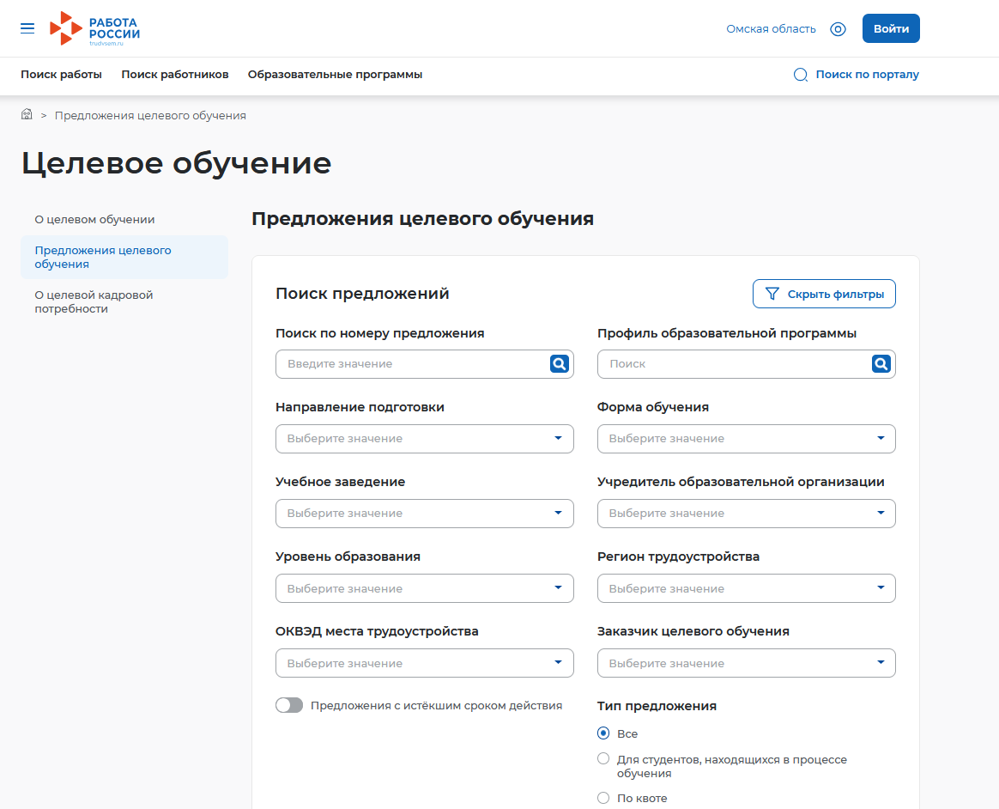 РАБОТА
РОССИИ
trudvsem.ru
Омская область
Войти
Поиск работы
Поиск работников
Образовательные программы
Поиск по порталу
> Предложения целевого обучения
Целевое обучение
О целевом обучении
Предложения целевого
обучения
О целевой кадровой
потребности
Предложения целевого обучения
Поиск предложений
Скрыть фильтры
Поиск по номеру предложения
Введите значение
Профиль образовательной программы
Поиск
Направление подготовки
Выберите значение
Форма обучения
Выберите значение
Учебное заведение
Выберите значение
Учредитель образовательной организации
Выберите значение
Уровень образования
Выберите значение
Регион трудоустройства
Выберите значение
ОКВЭД места трудоустройства
Выберите значение
Заказчик целевого обучения
Выберите значение
Предложения с истёкшим сроком действия
Тип предложения
Все
Для студентов, находящихся в процессе
обучения
По квоте